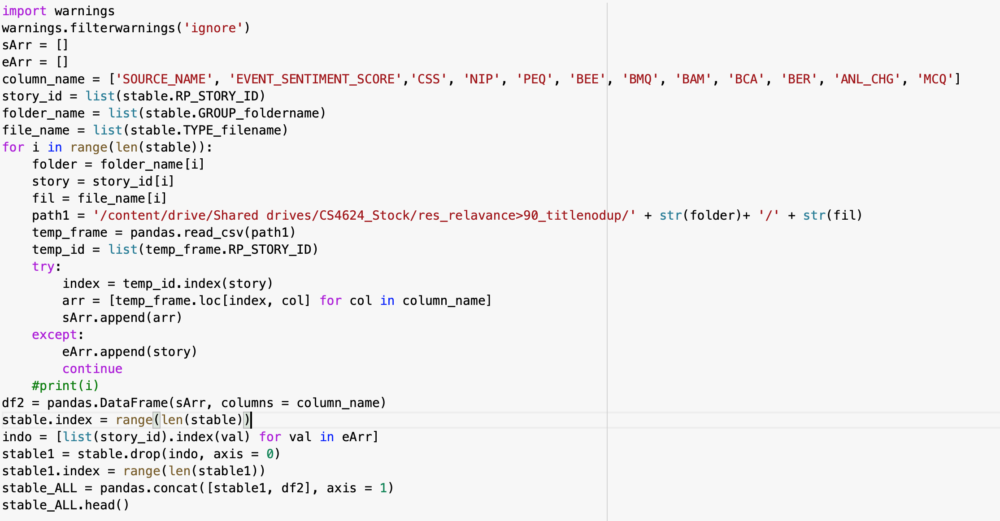 import warnings
warnings.filterwarnings('ignore')
sArr = []
eArr = []
column_name = ['SOURCE_NAME', 'EVENT_SENTIMENT_SCORE','CSS', 'NIP', 'PEQ', 'BEE', 'BMQ', 'BAM', 'BCA', 'BER', 'ANL_CHG', 'MCQ']
story_id = list(stable.RP_STORY_ID)
folder_name = list(stable.GROUP_foldername)
file_name = list(stable.TYPE_filename)
for i in range(len(stable)):
    folder = folder_name[i]
    story = story_id[i]
    fil = file_name[i]
    path1 = '/content/drive/Shared drives/CS4624_Stock/res_relavance>90_titlenodup/' + str(folder)+ '/' + str(fil)
    temp_frame = pandas.read_csv(path1)
    temp_id = list(temp_frame.RP_STORY_ID)
    try:
        index = temp_id.index(story)
        arr = [temp_frame.loc[index, col] for col in column_name]
        sArr.append(arr)
    except:
        eArr.append(story)
        continue
    #print(i)
df2 = pandas.DataFrame(sArr, columns = column_name)
stable.index = range(len(stable))
indo = [list(story_id).index(val) for val in eArr]
stable1 = stable.drop(indo, axis = 0)
stable1.index = range(len(stable1))
stable_ALL = pandas.concat([stable1, df2], axis = 1)
stable_ALL.head()